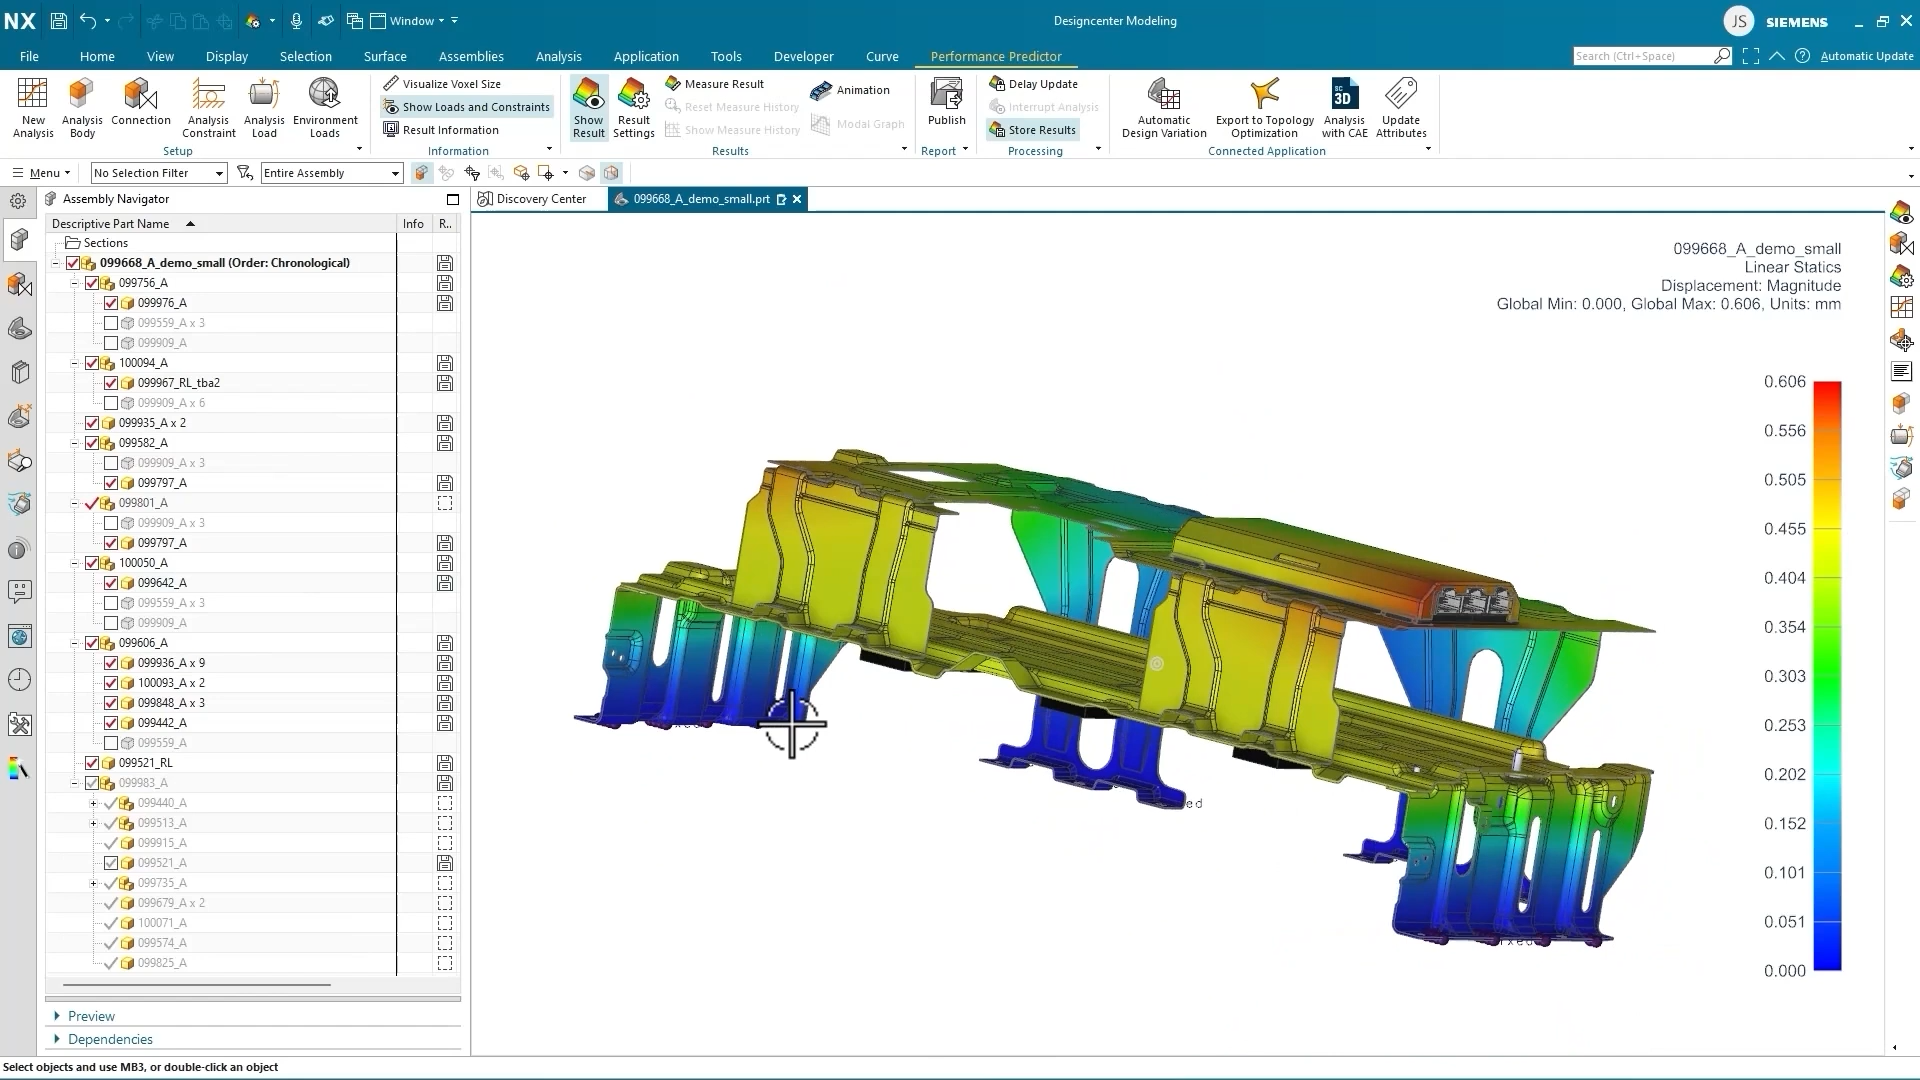 NX
Window
Designcenter Modeling
JS
SIEMENS
File
Home
View
Display
Selection
Surface
Assemblies
Analysis
Application
Tools
Developer
Curve
Performance Predictor
Search (Ctrl+Space)
Automatic Update
New Analysis
Analysis Body
Connection
Analysis Constraint
Analysis Load
Environment Loads
Setup
Visualize Voxel Size
Show Loads and Constraints
Result Information
Information
Show Result
Result Settings
Measure Result
Reset Measure History
Show Measure History
Animation
Modal Graph
Results
Publish
Report
Delay Update
Interrupt Analysis
Store Results
Processing
Automatic Design Variation
Export to Topology Optimization
SC 3D
Analysis with CAE
Update Attributes
Connected Application
Menu
No Selection Filter
Entire Assembly
Assembly Navigator
Discovery Center
099668_A_demo_small.prt
Descriptive Part Name
Info
R..
Sections
099668_A_demo_small (Order: Chronological)
099756_A
099976_A
099559_A x 3
099909_A
100094_A
099967_RL_tba2
099909_A x 6
099935_A x 2
099582_A
099909_A x 3
099797_A
099801_A
099909_A x 3
099797_A
100050_A
099642_A
099559_A x 3
099909_A
099606_A
099936_A x 9
100093_A x 2
099848_A x 3
099442_A
099559_A
099521_RL
099983_A
099440_A
099513_A
099915_A
099521_A
099735_A
099679_A x 2
100071_A
099574_A
099825_A
Preview
Dependencies
099668_A_demo_small
Linear Statics
Displacement: Magnitude
Global Min: 0.000, Global Max: 0.606, Units: mm
0.606
0.556
0.505
0.455
0.404
0.354
0.303
0.253
0.202
0.152
0.101
0.051
0.000
ed
Select objects and use MB3, or double-click an object